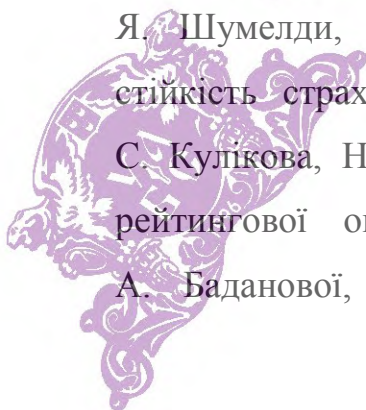 Я. Шумелди,
стійкість страх
С. Кулікова, Н
рейтингової о
А. Баданової,